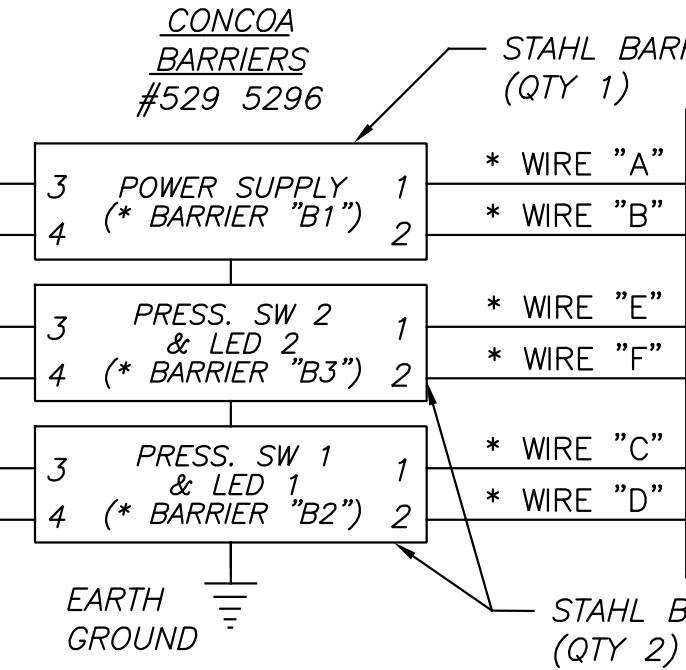 CONCOA
BARRIERS
#529 5296
STAHL
(QTY 1)
3 POWER SUPPLY 1
4 (* BARRIER "B1") 2
* WIRE "A"
* WIRE "B"
3 PRESS. SW 2 1
& LED 2
4 (* BARRIER "B3") 2
* WIRE "E"
* WIRE "F"
3 PRESS. SW 1 1
& LED 1
4 (* BARRIER "B2") 2
* WIRE "C"
* WIRE "D"
EARTH
GROUND
STAHL
(QTY 2)